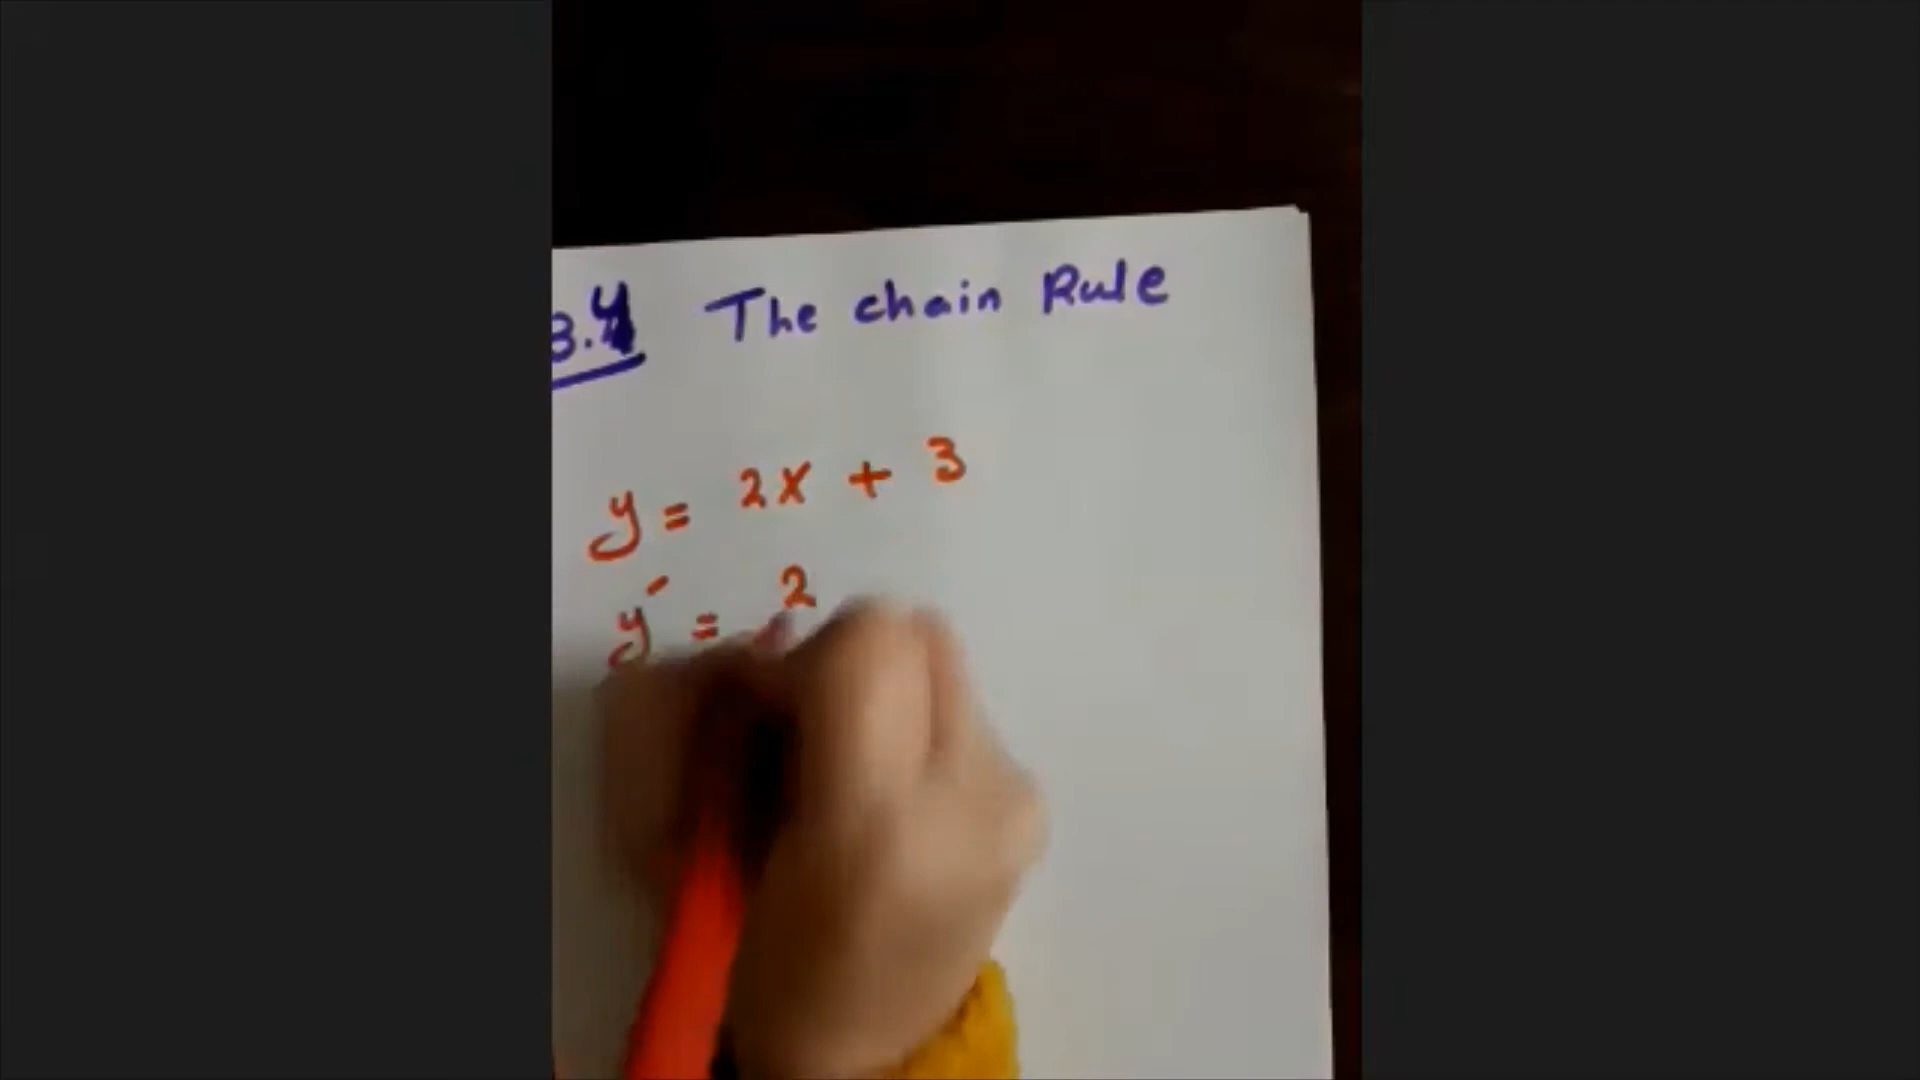 3.4 The chain Rule
y = 2x + 3
y' = 2